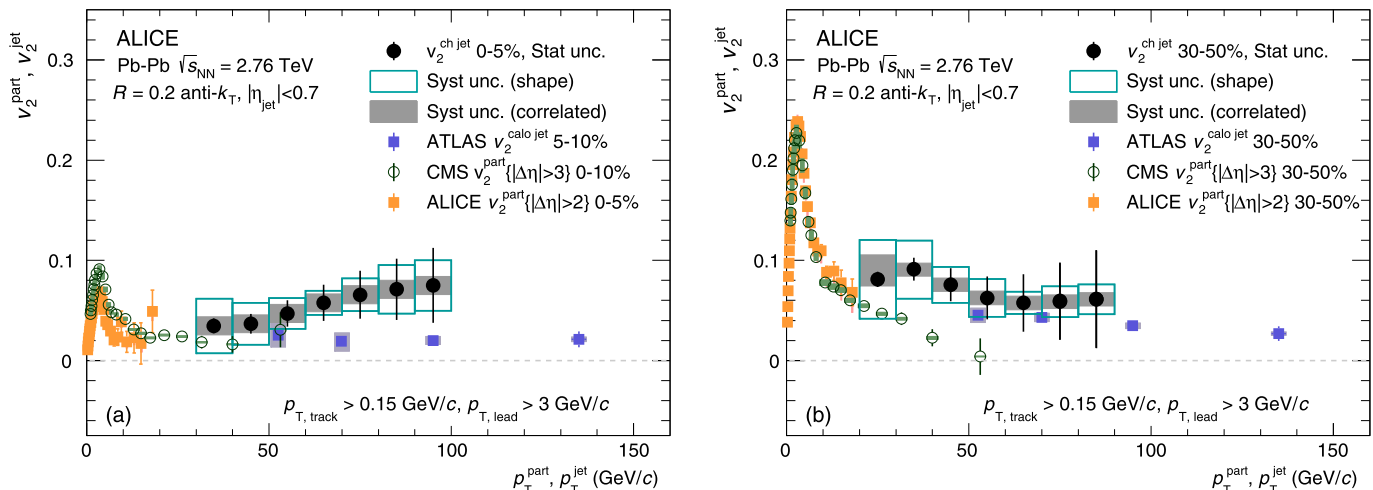 ALICE
Pb-Pb √sNN = 2.76 TeV
R = 0.2 anti-kT, |ηjet|<0.7
v2ch jet 0-5%, Stat unc.
Syst unc. (shape)
Syst unc. (correlated)
ATLAS v2calo jet 5-10%
CMS v2part{|Δη|>3} 0-10%
ALICE v2part{|Δη|>2} 0-5%
v2part, v2jet
0.3
0.2
0.1
0
(a)
pT, track > 0.15 GeV/c, pT, lead > 3 GeV/c
0 50 100 150
pTpart, pTjet (GeV/c)
ALICE
Pb-Pb √sNN = 2.76 TeV
R = 0.2 anti-kT, |ηjet|<0.7
v2ch jet 30-50%, Stat unc.
Syst unc. (shape)
Syst unc. (correlated)
ATLAS v2calo jet 30-50%
CMS v2part{|Δη|>3} 30-50%
ALICE v2part{|Δη|>2} 30-50%
v2part, v2jet
0.3
0.2
0.1
0
(b)
pT, track > 0.15 GeV/c, pT, lead > 3 GeV/c
0 50 100 150
pTpart, pTjet (GeV/c)